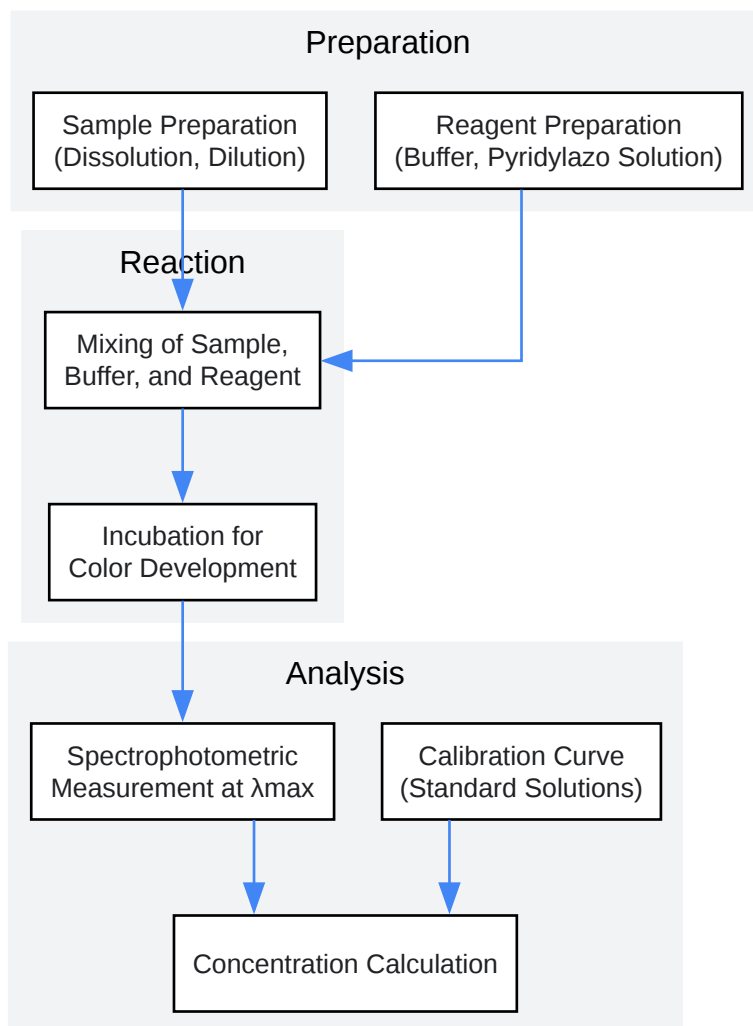 Preparation
Sample Preparation
(Dissolution, Dilution)
Reagent Preparation
(Buffer, Pyridylazo Solution)
Reaction
Mixing of Sample,
Buffer, and Reagent
Incubation for
Color Development
Analysis
Spectrophotometric
Measurement at λmax
Calibration Curve
(Standard Solutions)
Concentration Calculation